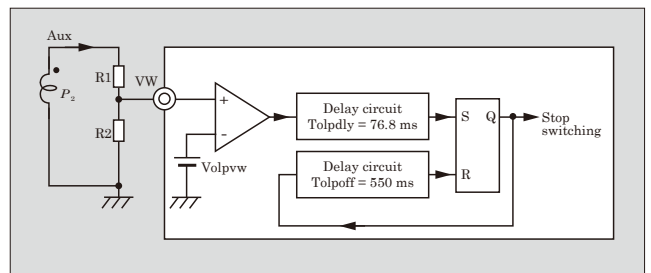 Aux
R1
VW
P2
R2
+
-
Volpvw
Delay circuit
Tolpdly = 76.8 ms
Delay circuit
Tolpoff = 550 ms
S Q
R
Stop
switching